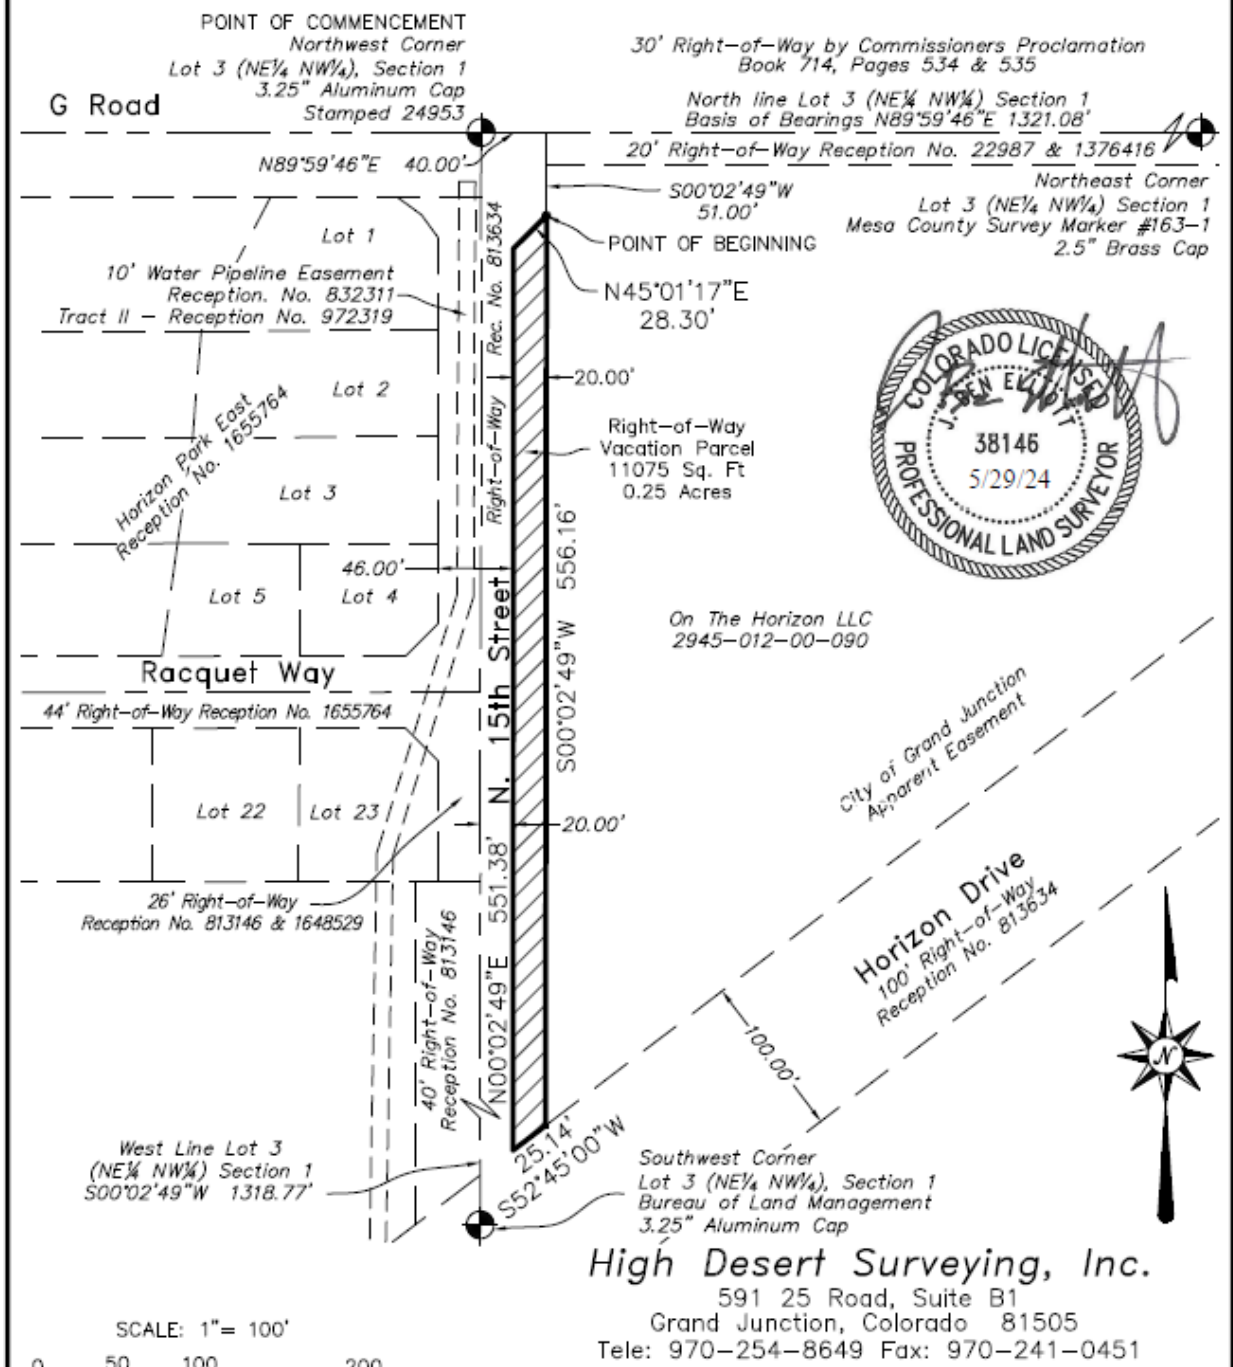 POINT OF COMMENCEMENT
Northwest Corner
Lot 3 (NE¼ NW¼), Section 1
3.25" Aluminum Cap
Stamped 24953
G Road
30' Right-of-Way by Commissioners Proclamation
Book 714, Pages 534 & 535
North line Lot 3 (NE¼ NW¼) Section 1
Basis of Bearings N89°59'46"E 1321.08'
20' Right-of-Way Reception No. 22987 & 1376416
N89°59'46"E 40.00'
S00°02'49"W
51.00'
POINT OF BEGINNING
Northeast Corner
Lot 3 (NE¼ NW¼) Section 1
Mesa County Survey Marker #163-1
2.5" Brass Cap
N45°01'17"E
28.30'
Lot 1
10' Water Pipeline Easement
Reception. No. 832311
Tract II - Reception No. 972319
Right-of-Way Rec. No. 813634
20.00'
Lot 2
Horizon Park East
Reception No. 1655764
Lot 3
Right-of-Way
Vacation Parcel
11075 Sq. Ft
0.25 Acres
COLORADO LICENSED
J. BEN ELLIOTT
38146
5/29/24
PROFESSIONAL LAND SURVEYOR
46.00'
Lot 5
Lot 4
S00°02'49"W 556.16'
On The Horizon LLC
2945-012-00-090
Racquet Way
44' Right-of-Way Reception No. 1655764
N. 15th Street
Lot 22
Lot 23
20.00'
City of Grand Junction
Apparent Easement
26' Right-of-Way
Reception No. 813146 & 1648529
N00°02'49"E 551.38'
40' Right-of-Way
Reception No. 813146
Horizon Drive
100' Right-of-Way
Reception No. 813634
100.00'
N
25.14'
S52°45'00"W
West Line Lot 3
(NE¼ NW¼) Section 1
S00°02'49"W 1318.77'
Southwest Corner
Lot 3 (NE¼ NW¼), Section 1
Bureau of Land Management
3.25" Aluminum Cap
High Desert Surveying, Inc.
591 25 Road, Suite B1
Grand Junction, Colorado 81505
Tele: 970-254-8649 Fax: 970-241-0451
SCALE: 1"= 100'
0 50 100 200